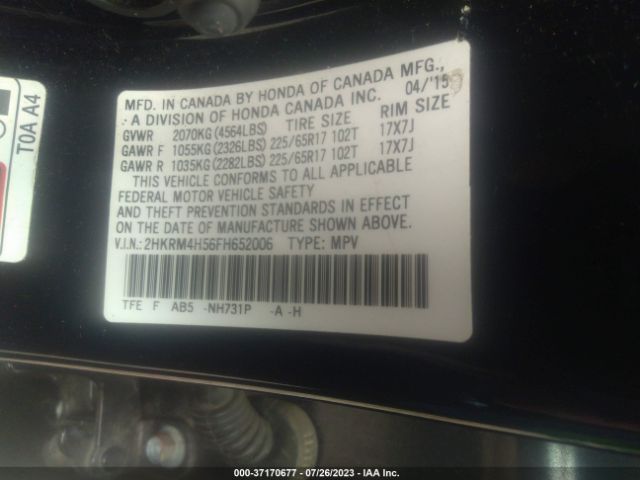 MFD. IN CANADA BY HONDA OF CANADA MFG.,
A DIVISION OF HONDA CANADA INC. 04/'15
GVWR 2070KG(4564LBS) TIRE SIZE RIM SIZE
GAWR F 1055KG(2326LBS) 225/65R17 102T 17X7J
GAWR R 1035KG(2282LBS) 225/65R17 102T 17X7J
THIS VEHICLE CONFORMS TO ALL APPLICABLE
FEDERAL MOTOR VEHICLE SAFETY
AND THEFT PREVENTION STANDARDS IN EFFECT
ON THE DATE OF MANUFACTURE SHOWN ABOVE.
V.I.N.:2HKRM4H56FH652006 TYPE: MPV
TFE F AB5 -NH731P -A -H
T0A A4
000-37170677 - 07/26/2023 - IAA Inc.